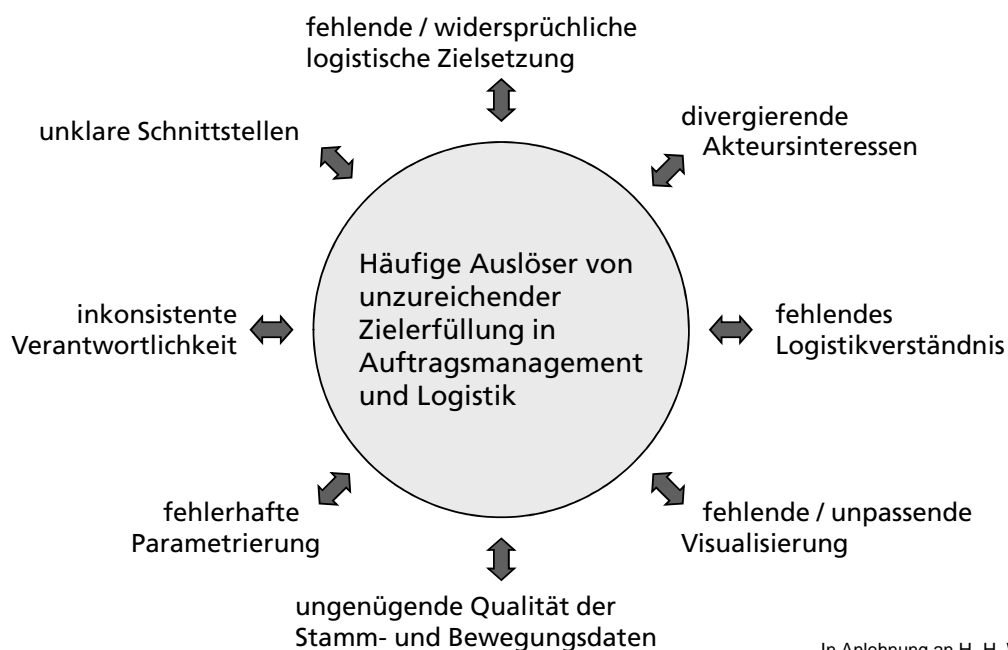 fehlende / widersprüchliche
logistische Zielsetzung
unklare Schnittstellen
divergierende
Akteursinteressen
Häufige Auslöser von
unzureichender
Zielerfüllung in
Auftragsmanagement
und Logistik
inkonsistente
Verantwortlichkeit
fehlendes
Logistikverständnis
fehlerhafte
Parametrierung
fehlende / unpassende
Visualisierung
ungenügende Qualität der
Stamm- und Bewegungsdaten
In Anlehnung an H. H.